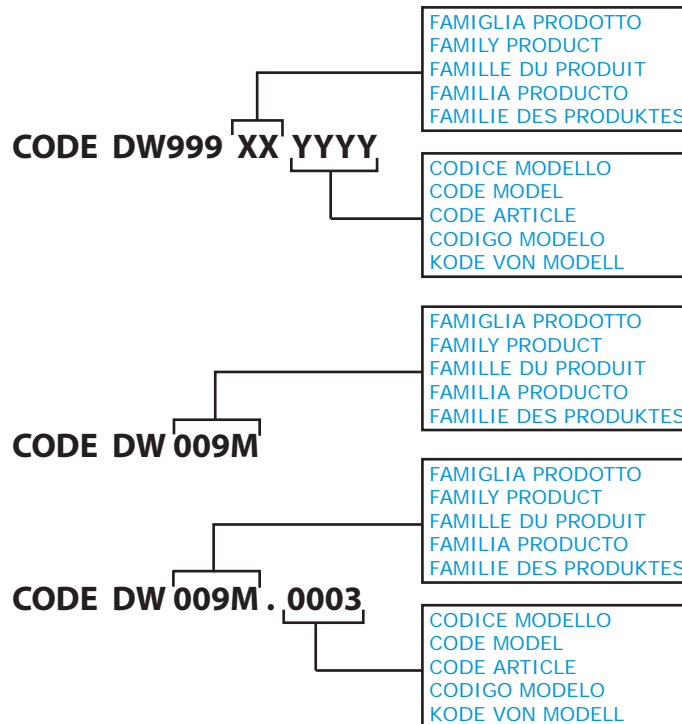 FAMIGLIA PRODOTTO
FAMILY PRODUCT
FAMILLE DU PRODUIT
FAMILIA PRODUCTO
FAMILIE DES PRODUKTES
CODE DW999 XX YYYY
CODICE MODELLO
CODE MODEL
CODE ARTICLE
CODIGO MODELO
KODE VON MODELL
FAMIGLIA PRODOTTO
FAMILY PRODUCT
FAMILLE DU PRODUIT
FAMILIA PRODUCTO
FAMILIE DES PRODUKTES
CODE DW 009M
FAMIGLIA PRODOTTO
FAMILY PRODUCT
FAMILLE DU PRODUIT
FAMILIA PRODUCTO
FAMILIE DES PRODUKTES
CODE DW 009M . 0003
CODICE MODELLO
CODE MODEL
CODE ARTICLE
CODIGO MODELO
KODE VON MODELL